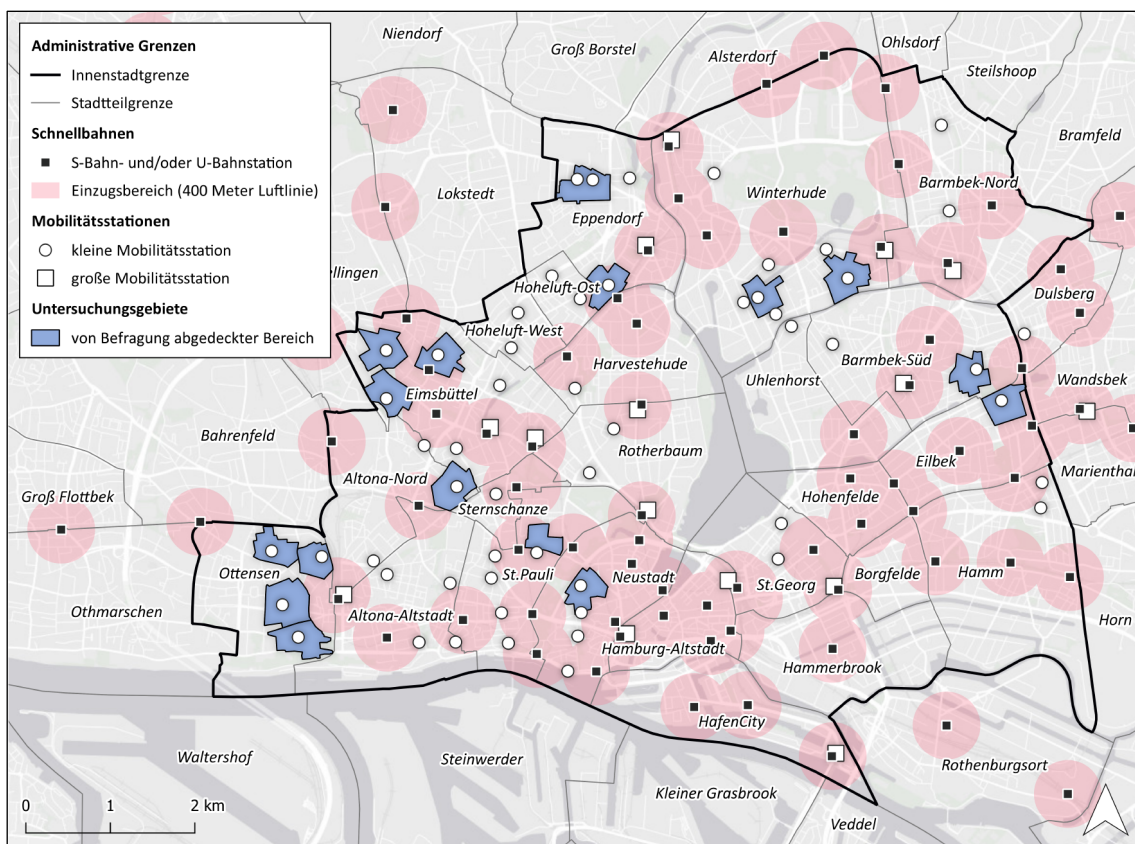 Administrative Grenzen
Innenstadtgrenze
Stadtteilgrenze
Schnellbahnen
S-Bahn- und/oder U-Bahnstation
Einzugsbereich (400 Meter Luftlinie)
Mobilitätsstationen
kleine Mobilitätsstation
große Mobilitätsstation
Untersuchungsgebiete
von Befragung abgedeckter Bereich
Niendorf
Groß Borstel
Ohlsdorf
Alsterdorf
Steilshoop
Bramfeld
Lokstedt
Winterhude
Barmbek-Nord
Eppendorf
ellingen
Hoheluft-Ost
Dulsberg
Hoheluft-West
Harvestehude
Barmbek-Süd
Uhlenhorst
Wandsbek
Eimsbüttel
Bahrenfeld
Rotherbaum
Eilbek
Marienthal
Altona-Nord
Groß Flottbek
Hohenfelde
Sternschanze
Ottensen
St.Pauli
Neustadt
St.Georg
Borgfelde
Hamm
Othmarschen
Altona-Altstadt
Horn
Hamburg-Altstadt
Hammerbrook
HafenCity
Waltershof
Steinwerder
Rothenburgsort
Kleiner Grasbrook
Veddel
0 1 2 km